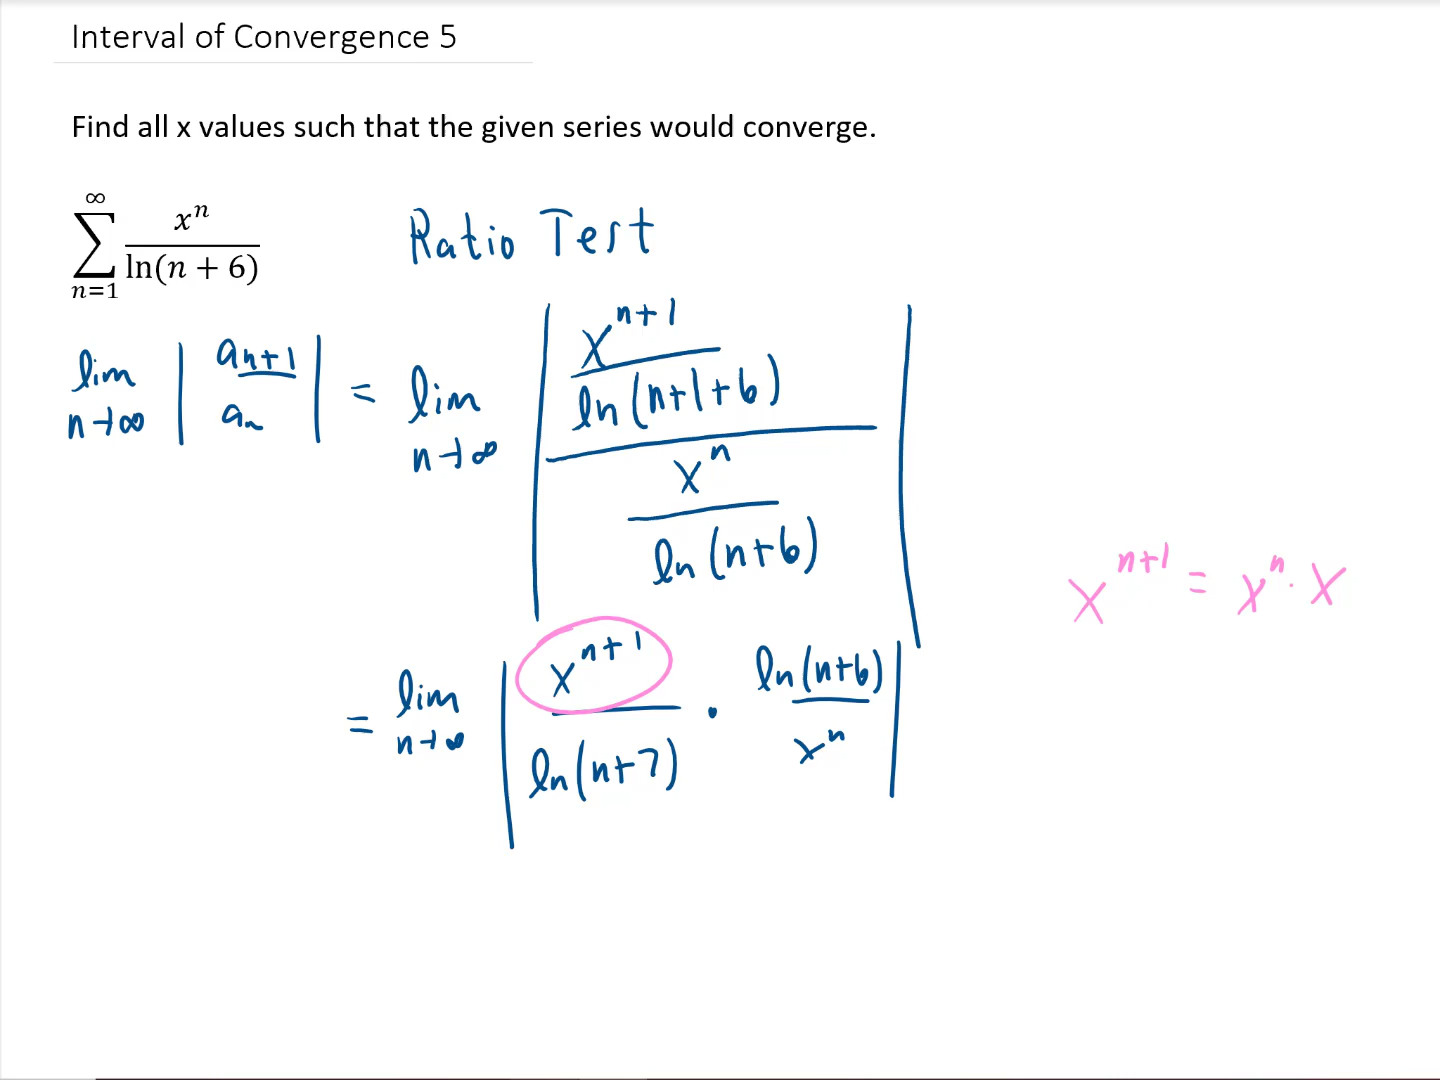 Interval of Convergence 5
Find all x values such that the given series would converge.
∑_{n=1}^{∞} x^n / ln(n + 6)
Ratio Test
lim_{n→∞} | a_{n+1} / a_n | = lim_{n→∞} | (x^{n+1} / ln(n+1+6)) / (x^n / ln(n+6)) |
x^{n+1} = x^n · x
= lim_{n→∞} | x^{n+1} / ln(n+7) · ln(n+6) / x^n |